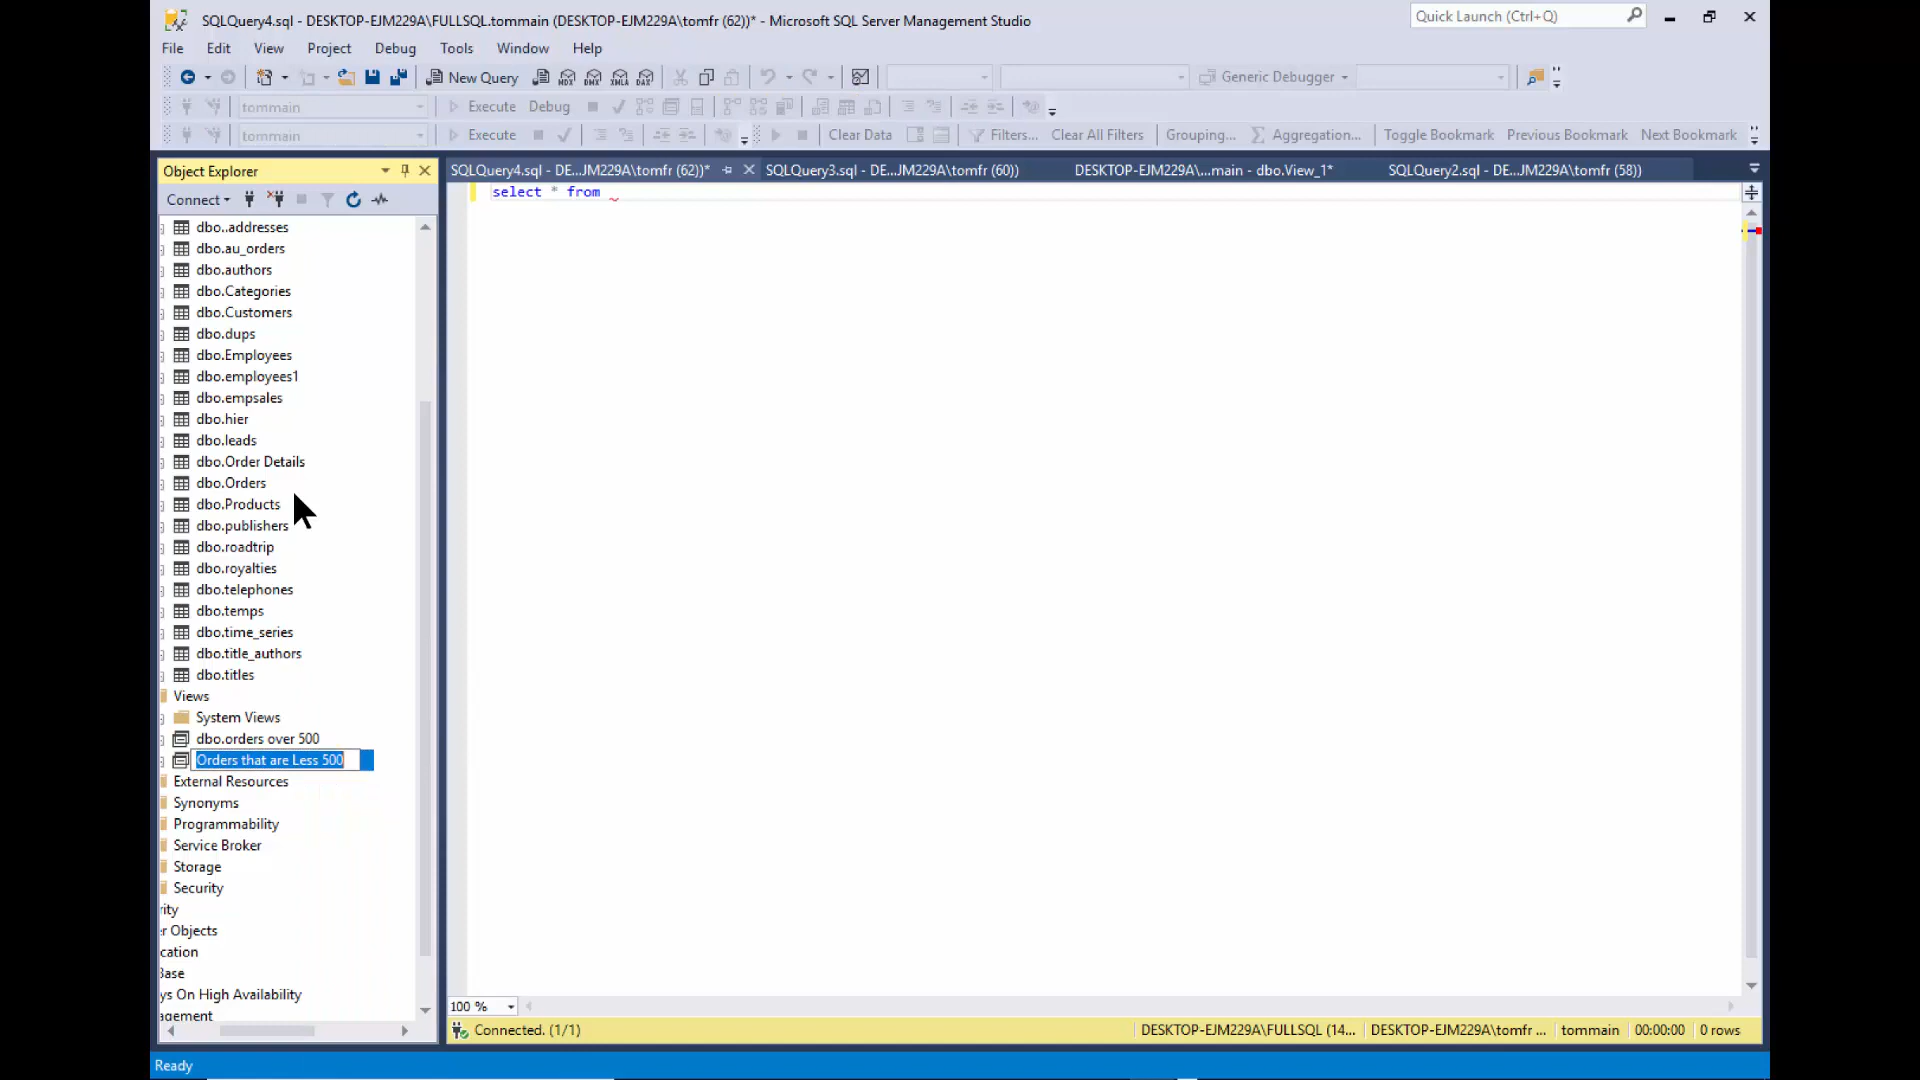 SQLQuery4.sql - DESKTOP-EJM229A\FULLSQL.tommain (DESKTOP-EJM229A\tomfr (62))* - Microsoft SQL Server Management Studio
Quick Launch (Ctrl+Q)
File Edit View Project Debug Tools Window Help
New Query MDX DMX XMLA DAX Generic Debugger
tommain Execute Debug
tommain Execute Clear Data Filters... Clear All Filters Grouping... Aggregation... Toggle Bookmark Previous Bookmark Next Bookmark
Object Explorer
SQLQuery4.sql - DE...JM229A\tomfr (62))* SQLQuery3.sql - DE...JM229A\tomfr (60)) DESKTOP-EJM229A\...main - dbo.View_1* SQLQuery2.sql - DE...JM229A\tomfr (58))
Connect
select * from
dbo..addresses
dbo.au_orders
dbo.authors
dbo.Categories
dbo.Customers
dbo.dups
dbo.Employees
dbo.employees1
dbo.empsales
dbo.hier
dbo.leads
dbo.Order Details
dbo.Orders
dbo.Products
dbo.publishers
dbo.roadtrip
dbo.royalties
dbo.telephones
dbo.temps
dbo.time_series
dbo.title_authors
dbo.titles
Views
System Views
dbo.orders over 500
Orders that are Less 500
External Resources
Synonyms
Programmability
Service Broker
Storage
Security
rity
er Objects
cation
Base
ys On High Availability
agement
100 %
Connected. (1/1) DESKTOP-EJM229A\FULLSQL (14... DESKTOP-EJM229A\tomfr ... tommain 00:00:00 0 rows
Ready